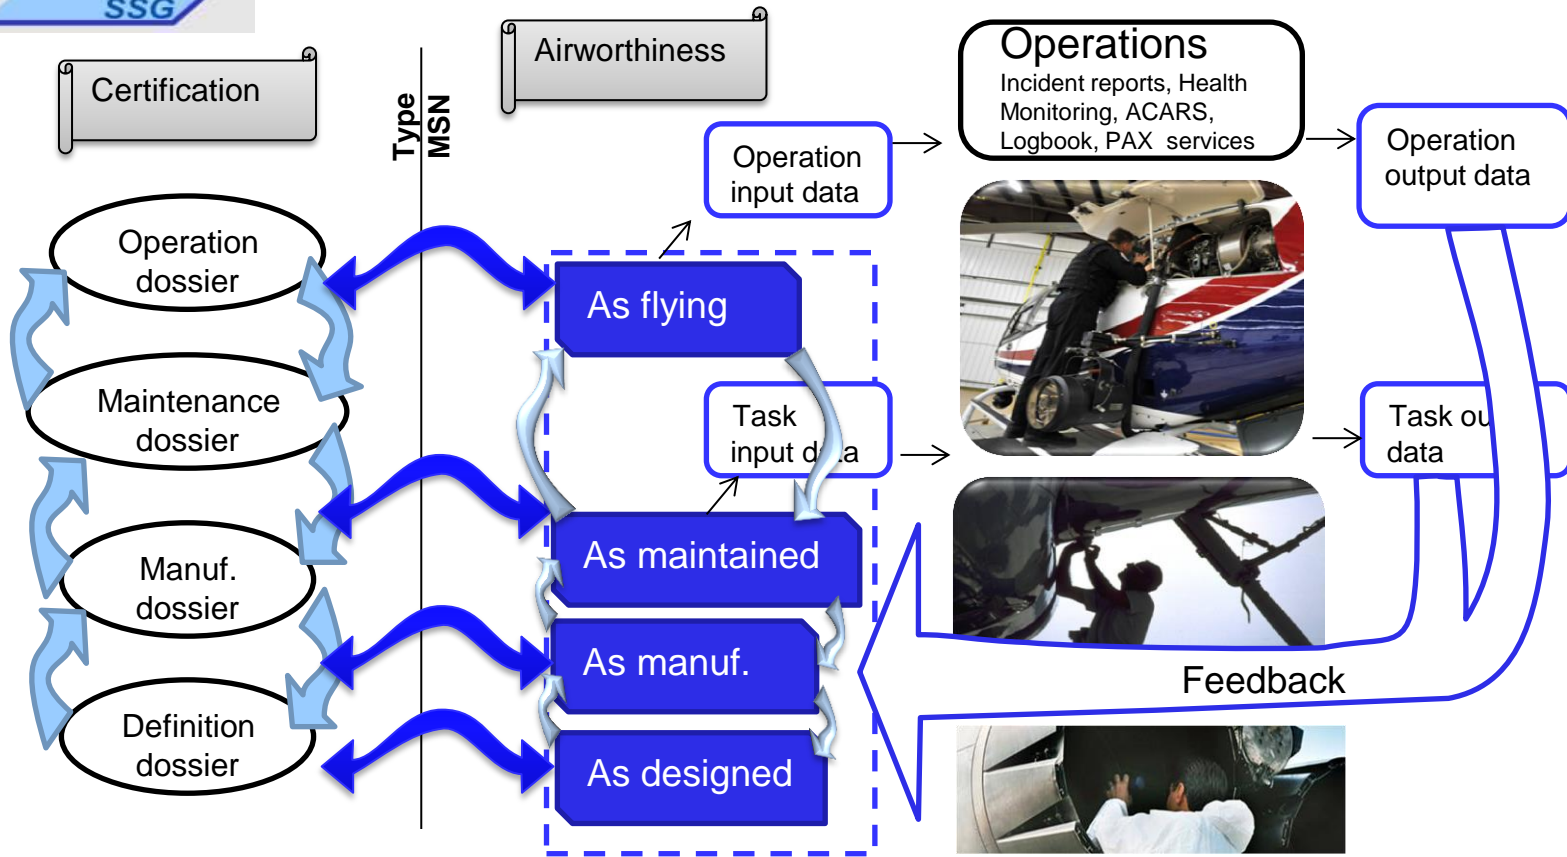 SSG
Certification
Type
MSN
Airworthiness
Operations
Incident reports, Health
Monitoring, ACARS,
Logbook, PAX  services
Operation
input data
Operation
output data
Operation
dossier
As flying
Maintenance
dossier
Task
input data
Task ou
data
As maintained
Manuf.
dossier
As manuf.
Feedback
Definition
dossier
As designed